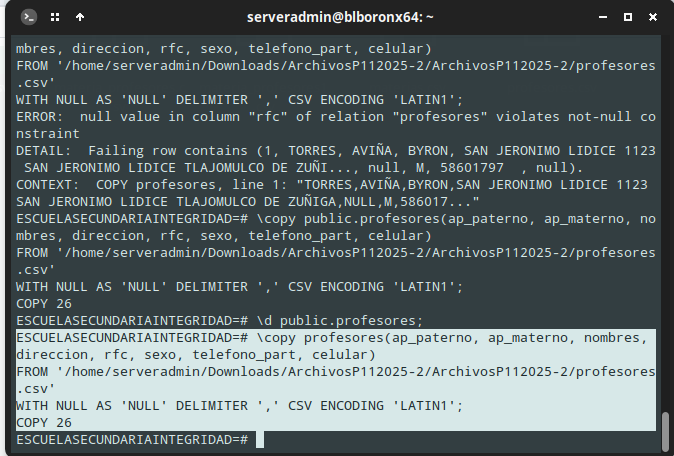 serveradmin@blboronx64: ~
mbres, direccion, rfc, sexo, telefono_part, celular)
FROM '/home/serveradmin/Downloads/ArchivosP112025-2/ArchivosP112025-2/profesores
.csv'
WITH NULL AS 'NULL' DELIMITER ',' CSV ENCODING 'LATIN1';
ERROR:  null value in column "rfc" of relation "profesores" violates not-null co
nstraint
DETAIL:  Failing row contains (1, TORRES, AVIÑA, BYRON, SAN JERONIMO LIDICE 1123
 SAN JERONIMO LIDICE TLAJOMULCO DE ZUÑI..., null, M, 58601797  , null).
CONTEXT:  COPY profesores, line 1: "TORRES,AVIÑA,BYRON,SAN JERONIMO LIDICE 1123
SAN JERONIMO LIDICE TLAJOMULCO DE ZUÑIGA,NULL,M,586017..."
ESCUELASECUNDARIAINTEGRIDAD=# \copy public.profesores(ap_paterno, ap_materno, no
mbres, direccion, rfc, sexo, telefono_part, celular)
FROM '/home/serveradmin/Downloads/ArchivosP112025-2/ArchivosP112025-2/profesores
.csv'
WITH NULL AS 'NULL' DELIMITER ',' CSV ENCODING 'LATIN1';
COPY 26
ESCUELASECUNDARIAINTEGRIDAD=# \d public.profesores;
ESCUELASECUNDARIAINTEGRIDAD=# \copy profesores(ap_paterno, ap_materno, nombres,
direccion, rfc, sexo, telefono_part, celular)
FROM '/home/serveradmin/Downloads/ArchivosP112025-2/ArchivosP112025-2/profesores
.csv'
WITH NULL AS 'NULL' DELIMITER ',' CSV ENCODING 'LATIN1';
COPY 26
ESCUELASECUNDARIAINTEGRIDAD=#